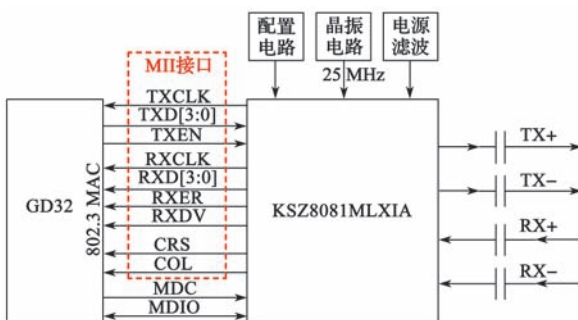 配置
电路
晶振
电路
电源
滤波
MII接口
25 MHz
TXCLK
TXD[3:0]
TXEN
RXCLK
RXD[3:0]
RXER
RXDV
CRS
COL
MDC
MDIO
GD32
802.3 MAC
KSZ8081MLXIA
TX+
TX−
RX+
RX−